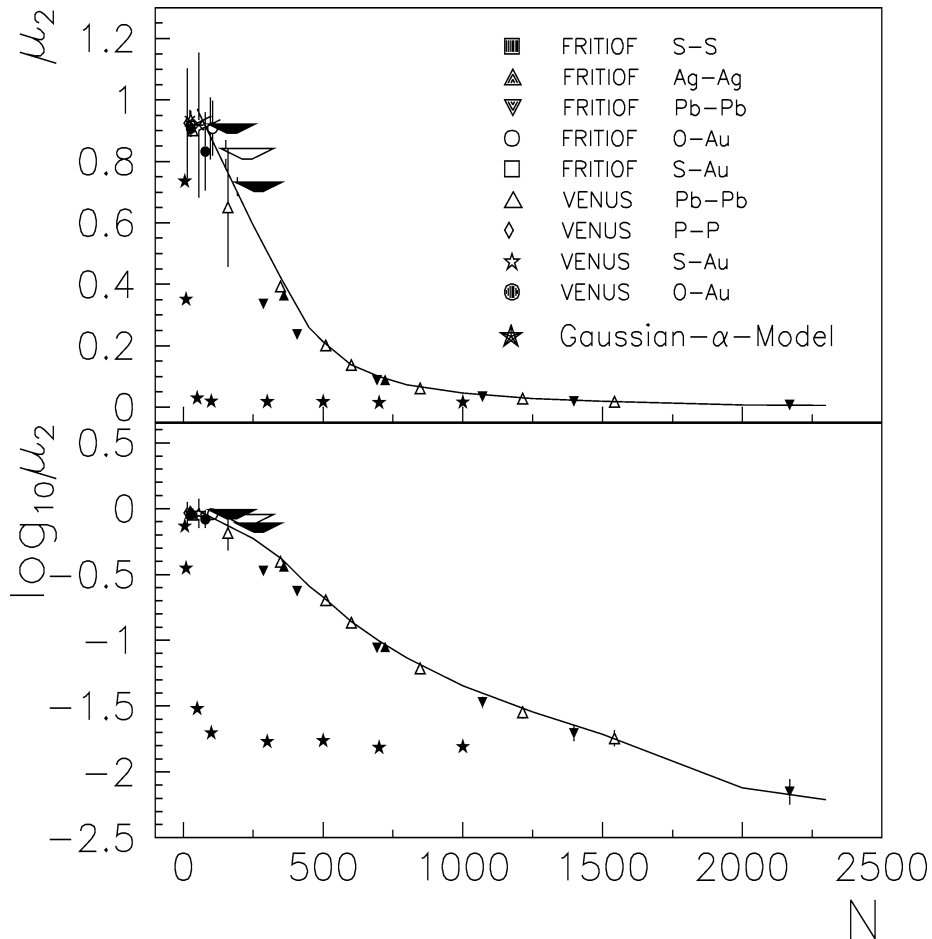 μ2
1.2
1
0.8
0.6
0.4
0.2
0
FRITIOF S-S
FRITIOF Ag-Ag
FRITIOF Pb-Pb
FRITIOF O-Au
FRITIOF S-Au
VENUS Pb-Pb
VENUS P-P
VENUS S-Au
VENUS O-Au
Gaussian-α-Model
log10μ2
0.5
0
-0.5
-1
-1.5
-2
-2.5
0 500 1000 1500 2000 2500
N